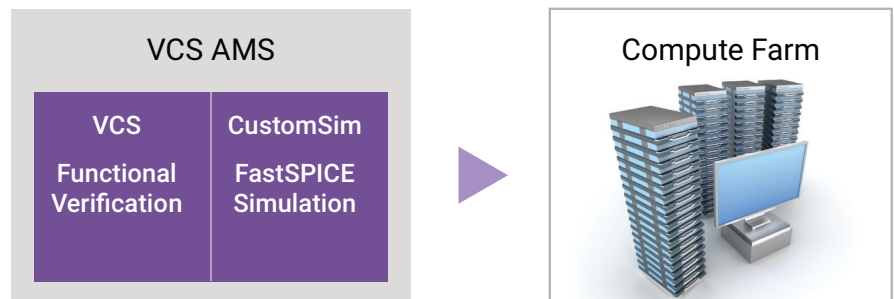 VCS AMS
VCS
Functional
Verification
CustomSim
FastSPICE
Simulation
Compute Farm